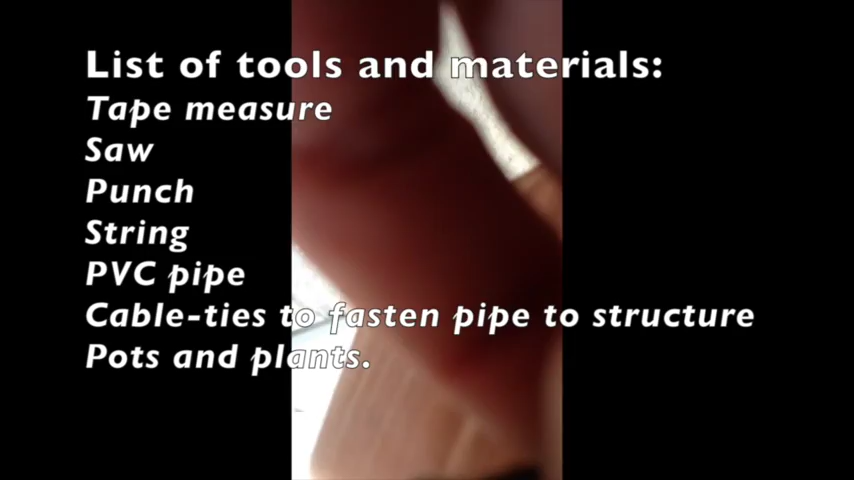 List of tools and materials:
Tape measure
Saw
Punch
String
PVC pipe
Cable-ties to fasten pipe to structure
Pots and plants.